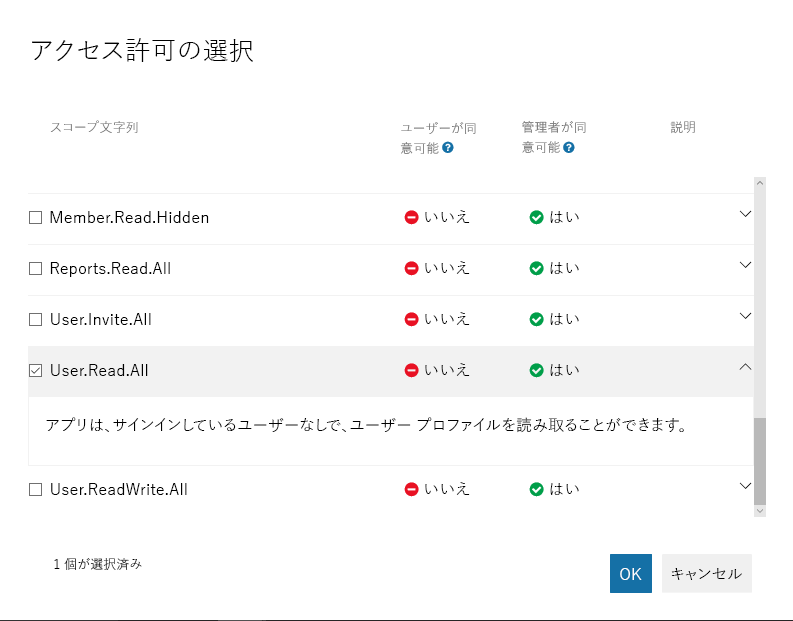 アクセス許可の選択
スコープ文字列
ユーザーが同
意可能
管理者が同
意可能
説明
Member.Read.Hidden いいえ はい
Reports.Read.All いいえ はい
User.Invite.All いいえ はい
User.Read.All いいえ はい
アプリは、サインインしているユーザーなしで、ユーザー プロファイルを読み取ることができます。
User.ReadWrite.All いいえ はい
1 個が選択済み
OK キャンセル